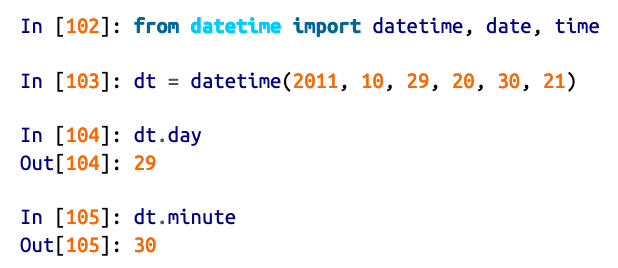 In [102]: from datetime import datetime, date, time
In [103]: dt = datetime(2011, 10, 29, 20, 30, 21)
In [104]: dt.day
Out[104]: 29
In [105]: dt.minute
Out[105]: 30